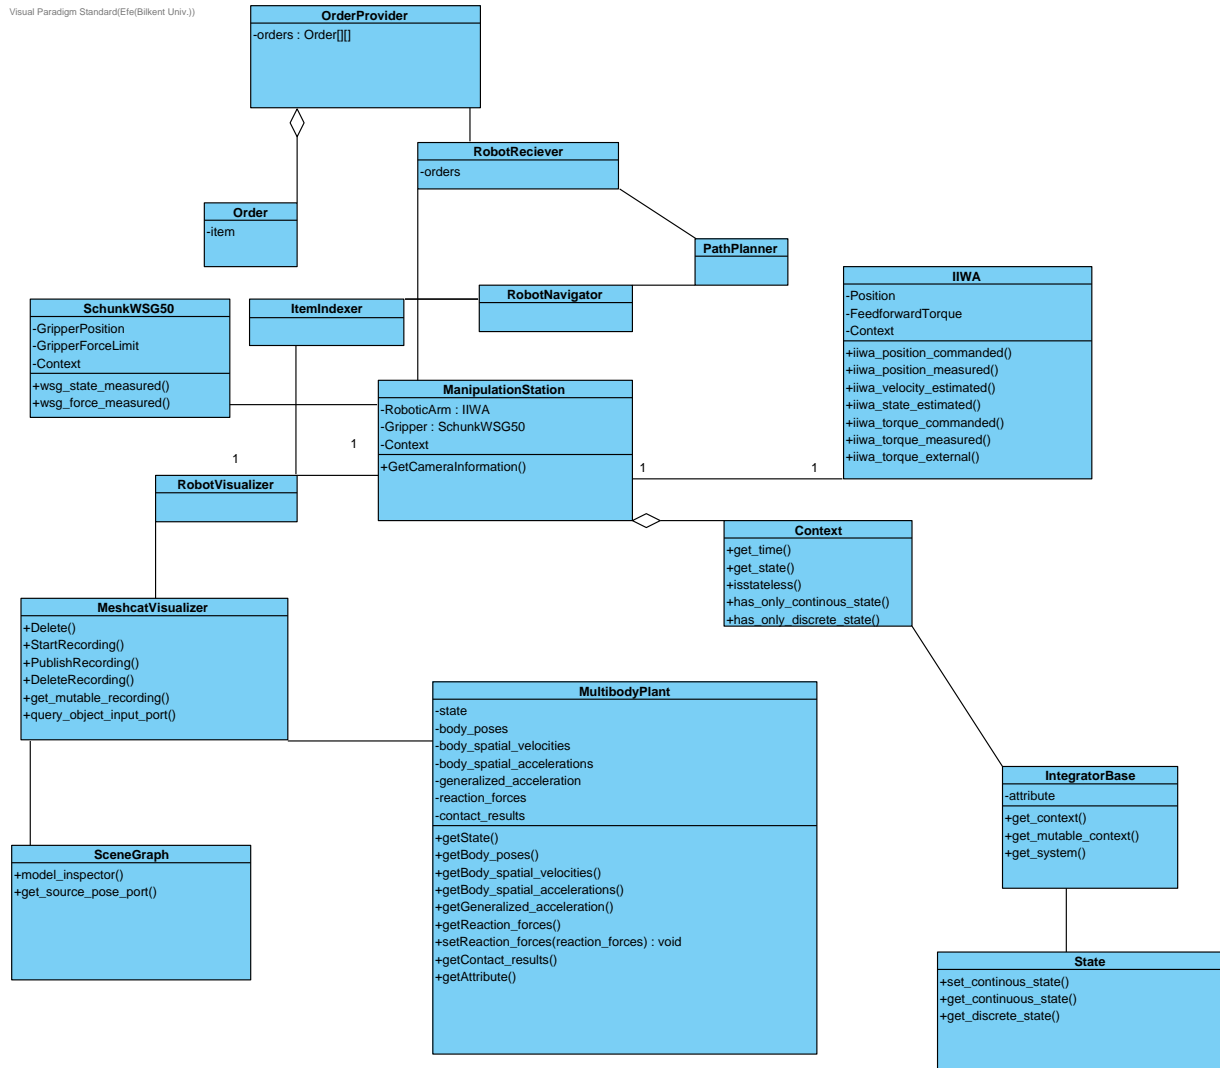 Visual Paradigm Standard(Efe(Bilkent Univ.))
OrderProvider
-orders : Order[][]
RobotReciever
-orders
Order
-item
PathPlanner
IIWA
-Position
-FeedforwardTorque
-Context
+iiwa_position_commanded()
+iiwa_position_measured()
+iiwa_velocity_estimated()
+iiwa_state_estimated()
+iiwa_torque_commanded()
+iiwa_torque_measured()
+iiwa_torque_external()
RobotNavigator
ItemIndexer
SchunkWSG50
-GripperPosition
-GripperForceLimit
-Context
+wsg_state_measured()
+wsg_force_measured()
ManipulationStation
-RoboticArm : IIWA
-Gripper : SchunkWSG50
-Context
+GetCameraInformation()
1
1
1
1
RobotVisualizer
Context
+get_time()
+get_state()
+isstateless()
+has_only_continous_state()
+has_only_discrete_state()
MeshcatVisualizer
+Delete()
+StartRecording()
+PublishRecording()
+DeleteRecording()
+get_mutable_recording()
+query_object_input_port()
MultibodyPlant
-state
-body_poses
-body_spatial_velocities
-body_spatial_accelerations
-generalized_acceleration
-reaction_forces
-contact_results
+getState()
+getBody_poses()
+getBody_spatial_velocities()
+getBody_spatial_accelerations()
+getGeneralized_acceleration()
+getReaction_forces()
+setReaction_forces(reaction_forces) : void
+getContact_results()
+getAttribute()
IntegratorBase
-attribute
+get_context()
+get_mutable_context()
+get_system()
SceneGraph
+model_inspector()
+get_source_pose_port()
State
+set_continous_state()
+get_continuous_state()
+get_discrete_state()